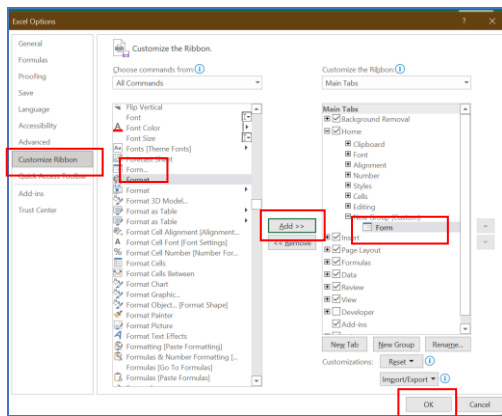 Excel Options
?
General
Formulas
Proofing
Save
Language
Accessibility
Advanced
Customize Ribbon
Quick Access Toolbar
Add-ins
Trust Center
Customize the Ribbon.
Choose commands from:
All Commands
Flip Vertical
Font
Font Color
Font Size
Fonts [Theme Fonts]
Forecast Sheet
Form...
Format
Format
Format 3D Model...
Format as Table
Format as Table
Format Cell Alignment [Alignment...
Format Cell Font [Font Settings]
Format Cell Number [Number For...
Format Cells
Format Cells Between
Format Chart
Format Graphic...
Format Object... [Format Shape]
Format Painter
Format Picture
Format Text Effects
Formatting [Paste Formatting]
Formulas & Number Formatting [...
Formulas [Go To Formulas]
Formulas [Paste Formulas]
Add >>
<< Remove
Customize the Ribbon:
Main Tabs
Main Tabs
Background Removal
Home
Clipboard
Font
Alignment
Number
Styles
Cells
Editing
New Group (Custom)
Form
Insert
Page Layout
Formulas
Data
Review
View
Developer
Add-ins
New Tab
New Group
Rename...
Customizations:
Reset
Import/Export
OK
Cancel